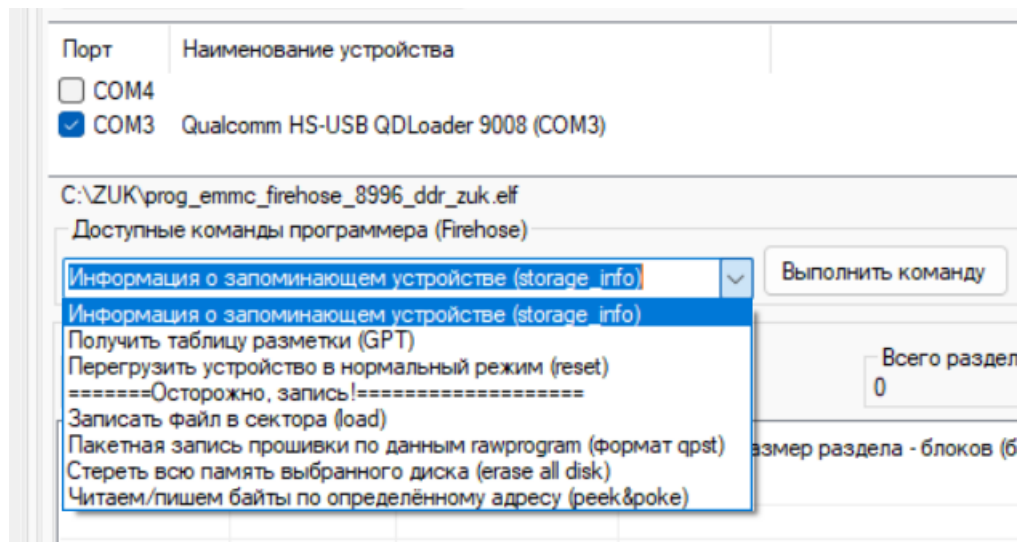 Порт Наименование устройства
COM4
COM3 Qualcomm HS-USB QDLoader 9008 (COM3)
C:\ZUK\prog_emmc_firehose_8996_ddr_zuk.elf
Доступные команды программера (Firehose)
Информация о запоминающем устройстве (storage_info) Выполнить команду
Информация о запоминающем устройстве (storage_info)
Получить таблицу разметки (GPT)
Перегрузить устройство в нормальный режим (reset)
Всего раздел
=======Осторожно, запись!====================
0
Записать файл в сектора (load)
Пакетная запись прошивки по данным rawprogram (формат qpst) азмер раздела - блоков (б
Стереть всю память выбранного диска (erase all disk)
Читаем/пишем байты по определённому адресу (peek&poke)